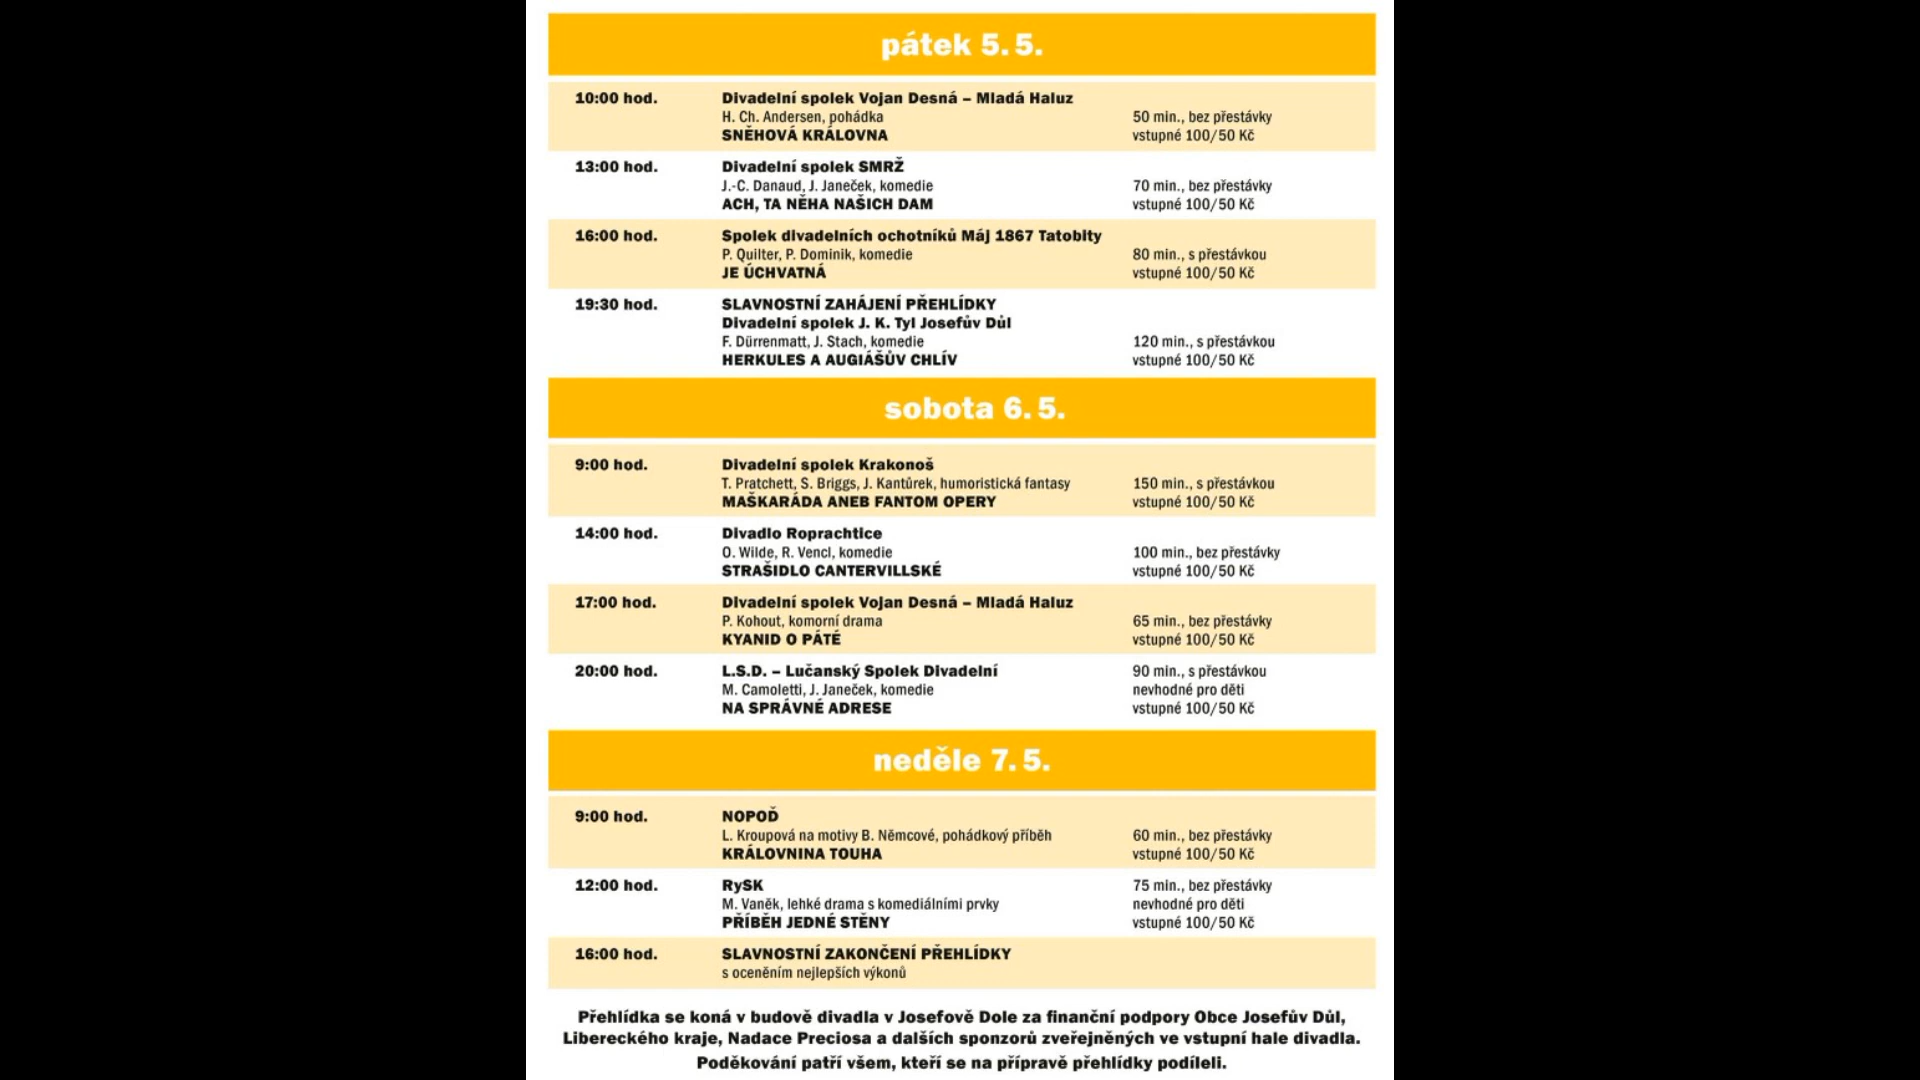 pátek 5. 5.
10:00 hod.
Divadelní spolek Vojan Desná – Mladá Haluz
H. Ch. Andersen, pohádka
50 min., bez přestávky
SNĚHOVÁ KRÁLOVNA
vstupné 100/50 Kč
13:00 hod.
Divadelní spolek SMRŽ
J.-C. Danaud, J. Janeček, komedie
70 min., bez přestávky
ACH, TA NĚHA NAŠICH DAM
vstupné 100/50 Kč
16:00 hod.
Spolek divadelních ochotníků Máj 1867 Tatobity
P. Quilter, P. Dominik, komedie
80 min., s přestávkou
JE ÚCHVATNÁ
vstupné 100/50 Kč
19:30 hod.
SLAVNOSTNÍ ZAHÁJENÍ PŘEHLÍDKY
Divadelní spolek J. K. Tyl Josefův Důl
F. Dürrenmatt, J. Stach, komedie
120 min., s přestávkou
HERKULES A AUGIÁŠŮV CHLÍV
vstupné 100/50 Kč
sobota 6. 5.
9:00 hod.
Divadelní spolek Krakonoš
T. Pratchett, S. Briggs, J. Kantůrek, humoristická fantasy
150 min., s přestávkou
MAŠKARÁDA ANEB FANTOM OPERY
vstupné 100/50 Kč
14:00 hod.
Divadlo Roprachtice
O. Wilde, R. Vencl, komedie
100 min., bez přestávky
STRAŠIDLO CANTERVILLSKÉ
vstupné 100/50 Kč
17:00 hod.
Divadelní spolek Vojan Desná – Mladá Haluz
P. Kohout, komorní drama
65 min., bez přestávky
KYANID O PÁTÉ
vstupné 100/50 Kč
20:00 hod.
L.S.D. – Lučanský Spolek Divadelní
90 min., s přestávkou
M. Camoletti, J. Janeček, komedie
nevhodné pro děti
NA SPRÁVNÉ ADRESE
vstupné 100/50 Kč
neděle 7. 5.
9:00 hod.
NOPOĎ
L. Kroupová na motivy B. Němcové, pohádkový příběh
60 min., bez přestávky
KRÁLOVNINA TOUHA
vstupné 100/50 Kč
12:00 hod.
RySK
75 min., bez přestávky
M. Vaněk, lehké drama s komediálními prvky
nevhodné pro děti
PŘÍBĚH JEDNÉ STĚNY
vstupné 100/50 Kč
16:00 hod.
SLAVNOSTNÍ ZAKONČENÍ PŘEHLÍDKY
s oceněním nejlepších výkonů
Přehlídka se koná v budově divadla v Josefově Dole za finanční podpory Obce Josefův Důl,
Libereckého kraje, Nadace Preciosa a dalších sponzorů zveřejněných ve vstupní hale divadla.
Poděkování patří všem, kteří se na přípravě přehlídky podíleli.